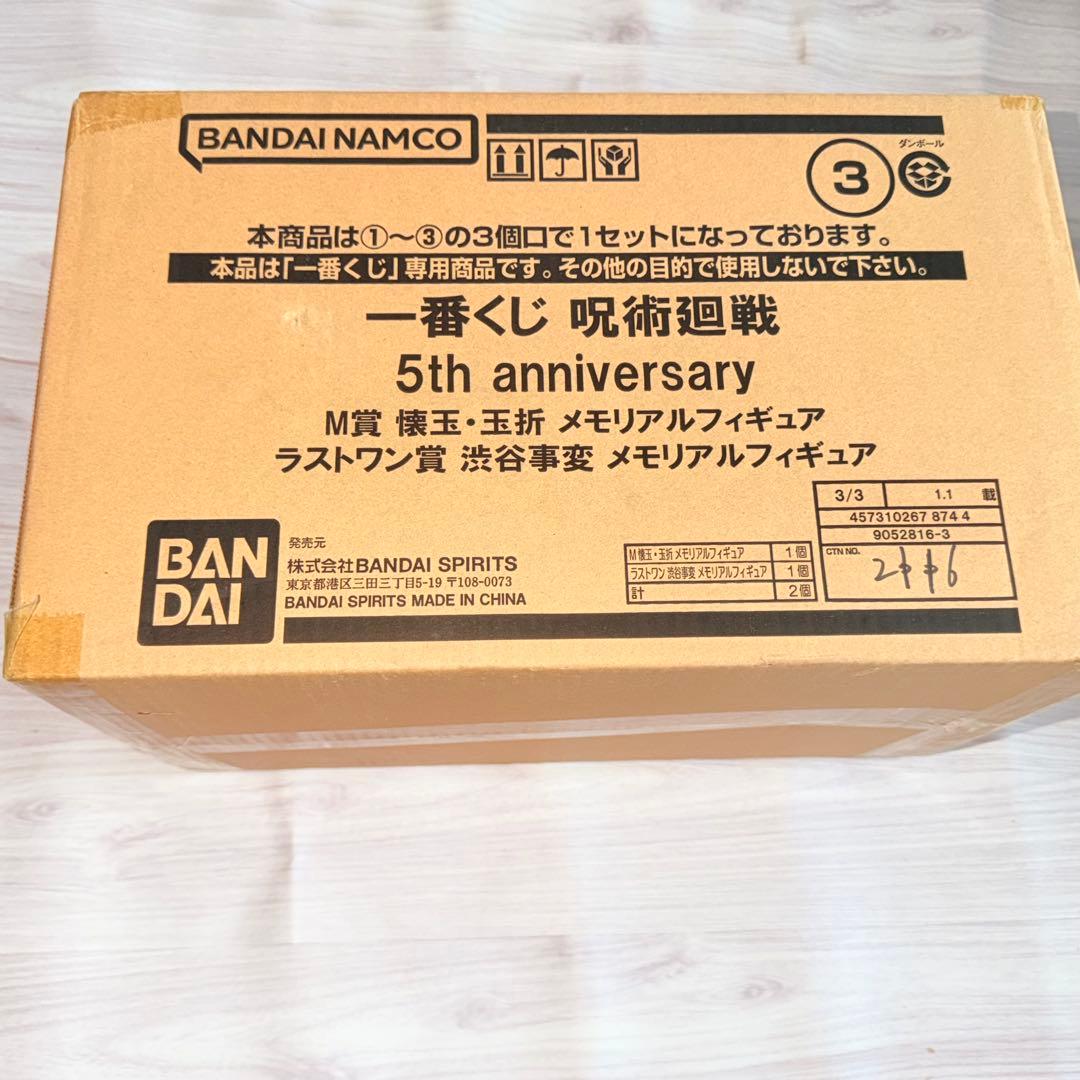 BANDAI NAMCO
ダンボール
3
本商品は①~③の3個口で1セットになっております。
本品は「一番くじ」専用商品です。その他の目的で使用しないで下さい。
一番くじ 呪術廻戦
5th anniversary
M賞 懐玉・玉折 メモリアルフィギュア
ラストワン賞 渋谷事変 メモリアルフィギュア
3/3 1.1 載
457310267 874 4
9052816-3
CTN NO.
BAN
DAI
発売元
株式会社BANDAI SPIRITS
東京都港区三田三丁目5-19 〒108-0073
BANDAI SPIRITS MADE IN CHINA
M 懐玉・玉折 メモリアルフィギュア 1個
ラストワン 渋谷事変 メモリアルフィギュア 1個
計 2個